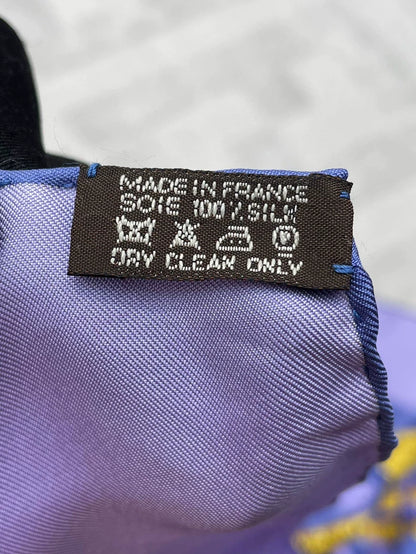 MADE IN FRANCE
SOIE 100% SILK
DRY CLEAN ONLY